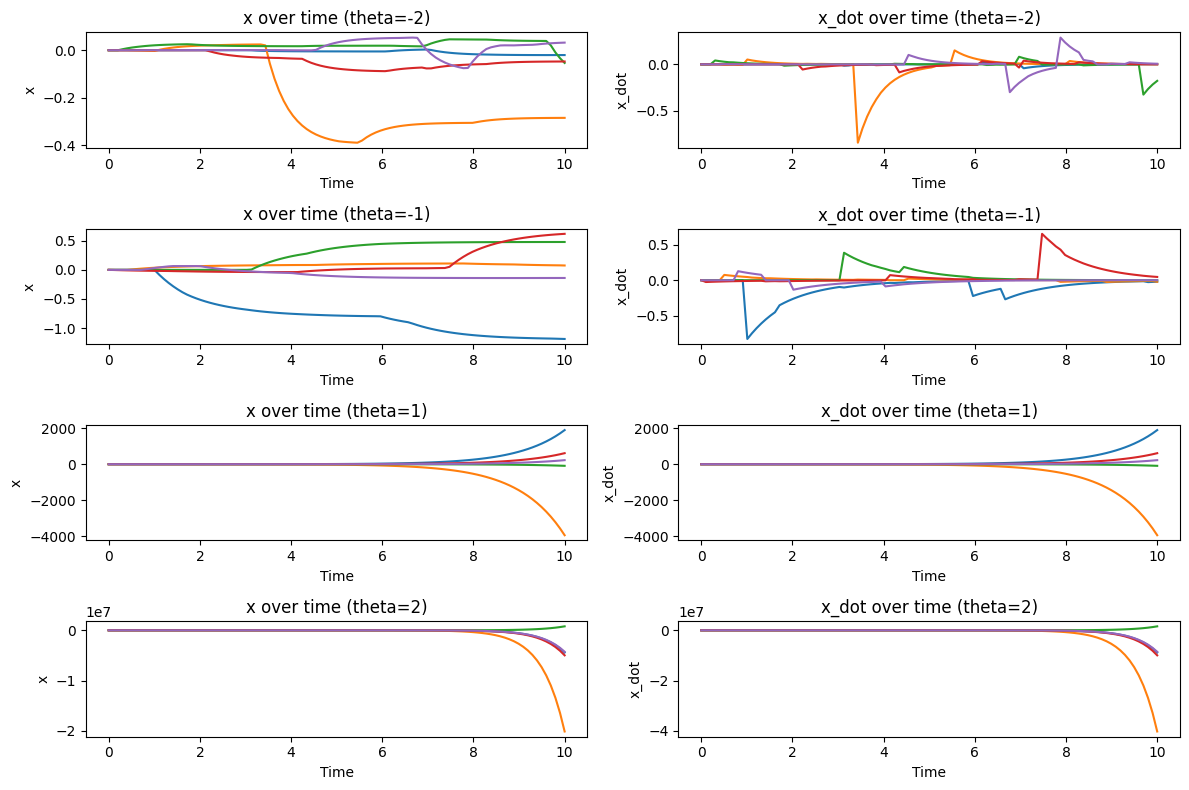 x over time (theta=-2)
x
0.0
−0.2
−0.4
0 2 4 6 8 10
Time
x_dot over time (theta=-2)
x_dot
0.0
−0.5
0 2 4 6 8 10
Time
x over time (theta=-1)
x
0.5
0.0
−0.5
−1.0
0 2 4 6 8 10
Time
x_dot over time (theta=-1)
x_dot
0.5
0.0
−0.5
0 2 4 6 8 10
Time
x over time (theta=1)
x
2000
0
−2000
−4000
0 2 4 6 8 10
Time
x_dot over time (theta=1)
x_dot
2000
0
−2000
−4000
0 2 4 6 8 10
Time
x over time (theta=2)
1e7
x
0
−1
−2
0 2 4 6 8 10
Time
x_dot over time (theta=2)
1e7
x_dot
0
−2
−4
0 2 4 6 8 10
Time